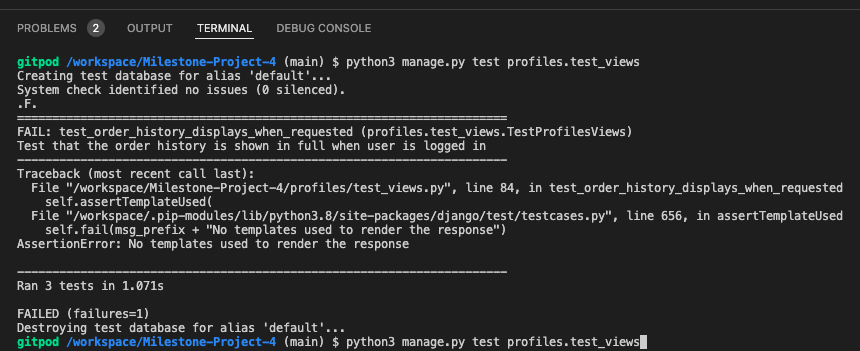 PROBLEMS 2 OUTPUT TERMINAL DEBUG CONSOLE
gitpod /workspace/Milestone-Project-4 (main) $ python3 manage.py test profiles.test_views
Creating test database for alias 'default'...
System check identified no issues (0 silenced).
.F.
======================================================================
FAIL: test_order_history_displays_when_requested (profiles.test_views.TestProfilesViews)
Test that the order history is shown in full when user is logged in
----------------------------------------------------------------------
Traceback (most recent call last):
  File "/workspace/Milestone-Project-4/profiles/test_views.py", line 84, in test_order_history_displays_when_requested
    self.assertTemplateUsed(
  File "/workspace/.pip-modules/lib/python3.8/site-packages/django/test/testcases.py", line 656, in assertTemplateUsed
    self.fail(msg_prefix + "No templates used to render the response")
AssertionError: No templates used to render the response
----------------------------------------------------------------------
Ran 3 tests in 1.071s
FAILED (failures=1)
Destroying test database for alias 'default'...
gitpod /workspace/Milestone-Project-4 (main) $ python3 manage.py test profiles.test_views